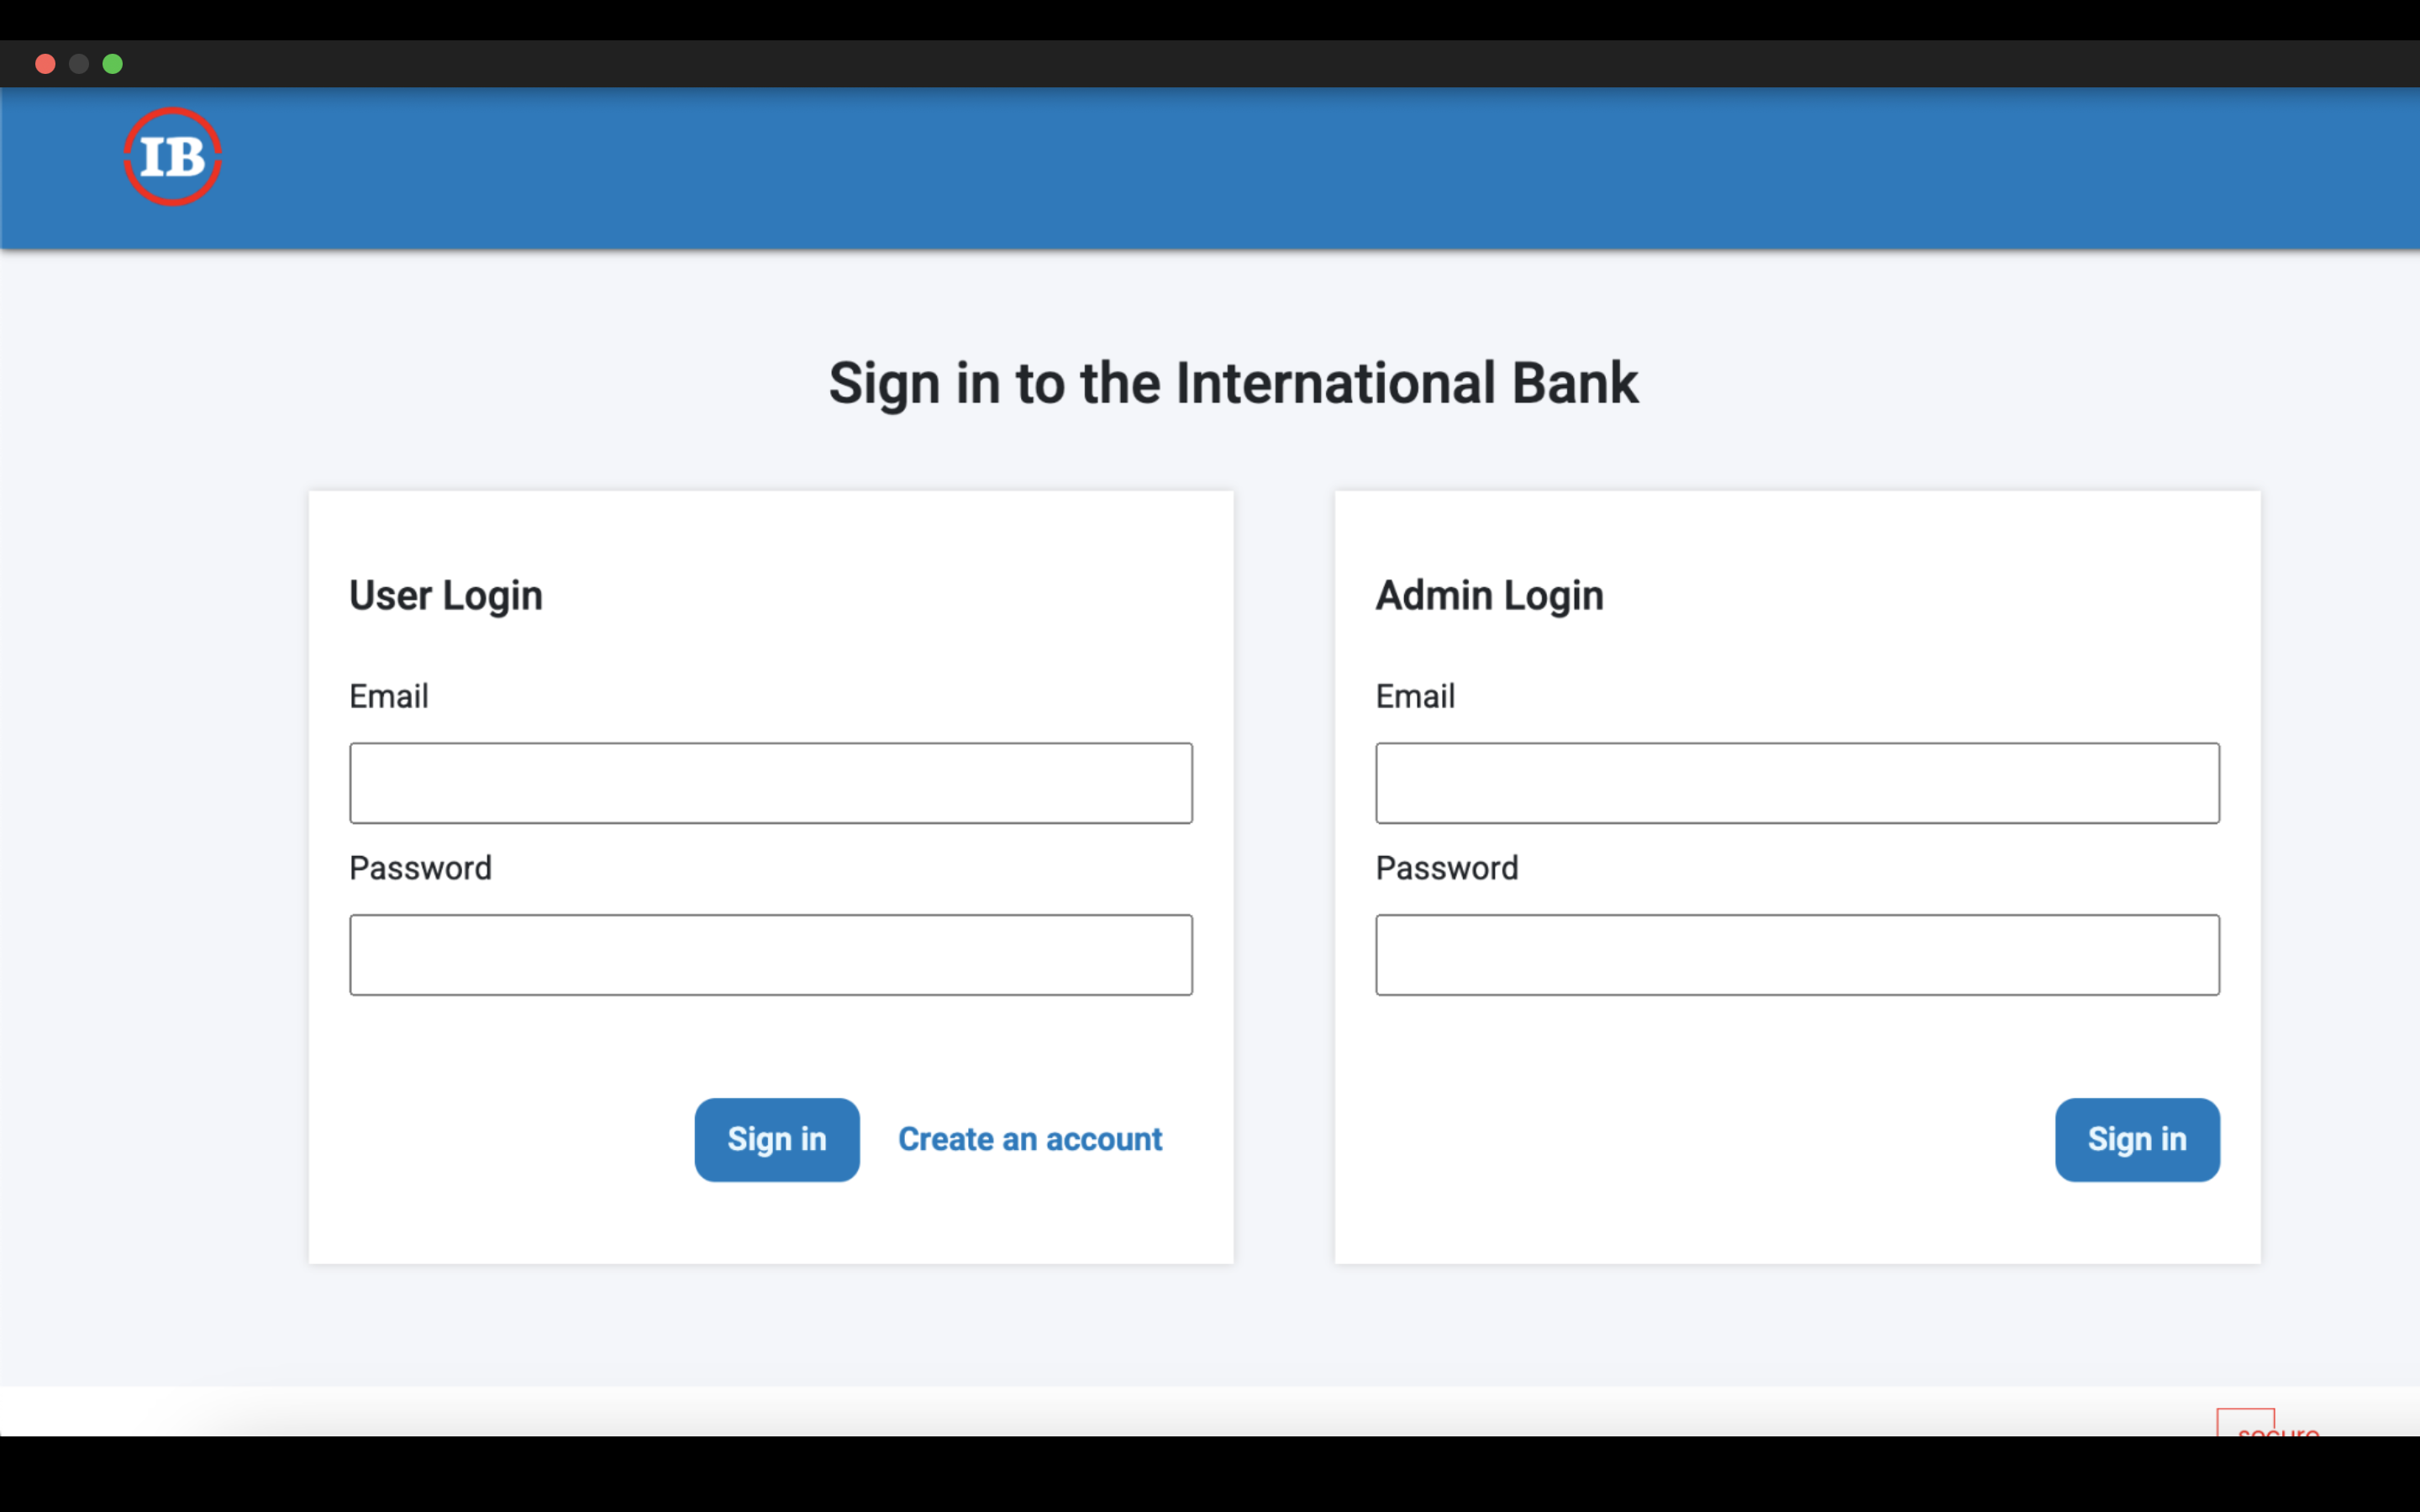 IB
Sign in to the International Bank
User Login
Email
Password
Sign in Create an account
Admin Login
Email
Password
Sign in
secure